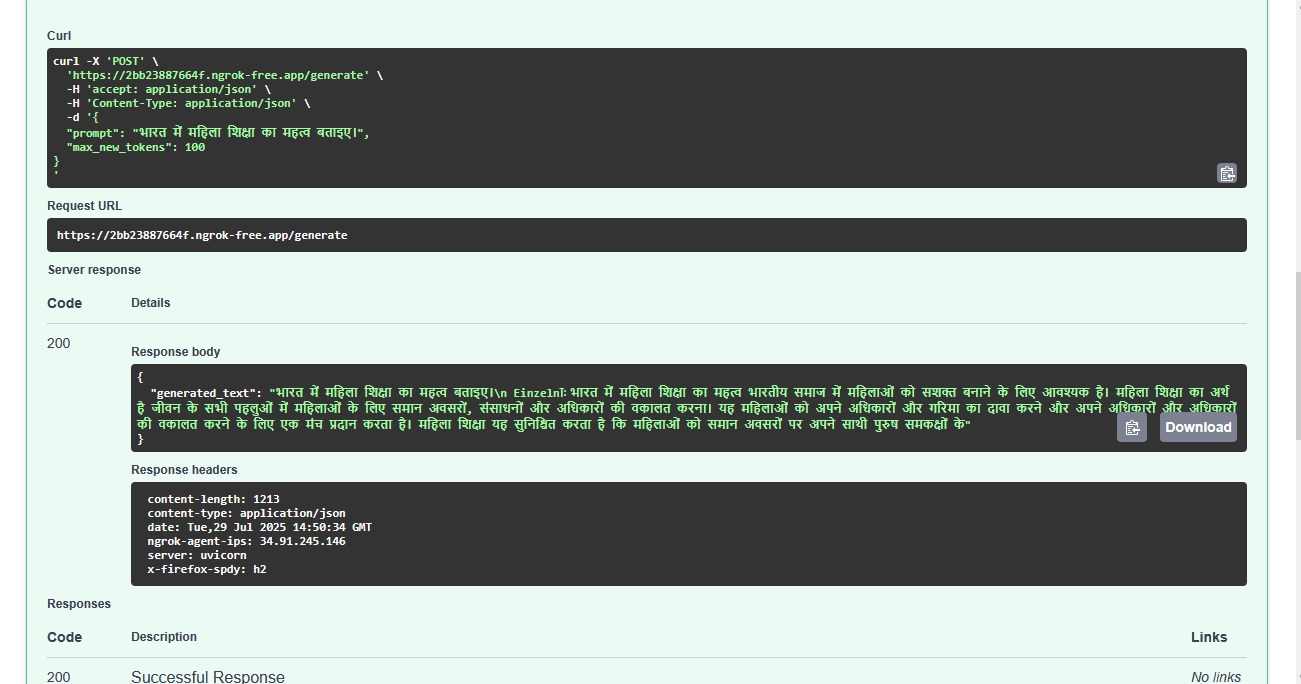 Curl
curl -X 'POST' \
'https://2bb23887664f.ngrok-free.app/generate' \
-H 'accept: application/json' \
-H 'Content-Type: application/json' \
-d '{
"prompt": "भारत में महिला शिक्षा का महत्व बताइए।",
"max_new_tokens": 100
}
'
Request URL
https://2bb23887664f.ngrok-free.app/generate
Server response
Code Details
200
Response body
{
"generated_text": "भारत में महिला शिक्षा का महत्व बताइए।\n Einzelnाः भारत में महिला शिक्षा का महत्व भारतीय समाज में महिलाओं को सशक्त बनाने के लिए आवश्यक है। महिला शिक्षा का अर्थ
है जीवन के सभी पहलुओं में महिलाओं के लिए समान अवसरों, संसाधनों और अधिकारों की वकालत करना। यह महिलाओं को अपने अधिकारों और गरिमा का दावा करने और अपने अधिकारों और अधिकारों
की वकालत करने के लिए एक मंच प्रदान करता है। महिला शिक्षा यह सुनिश्चित करता है कि महिलाओं को समान अवसरों पर अपने साथी पुरुष समकक्षों के"
}
Download
Response headers
content-length: 1213
content-type: application/json
date: Tue,29 Jul 2025 14:50:34 GMT
ngrok-agent-ips: 34.91.245.146
server: uvicorn
x-firefox-spdy: h2
Responses
Code Description Links
200 Successful Response No links